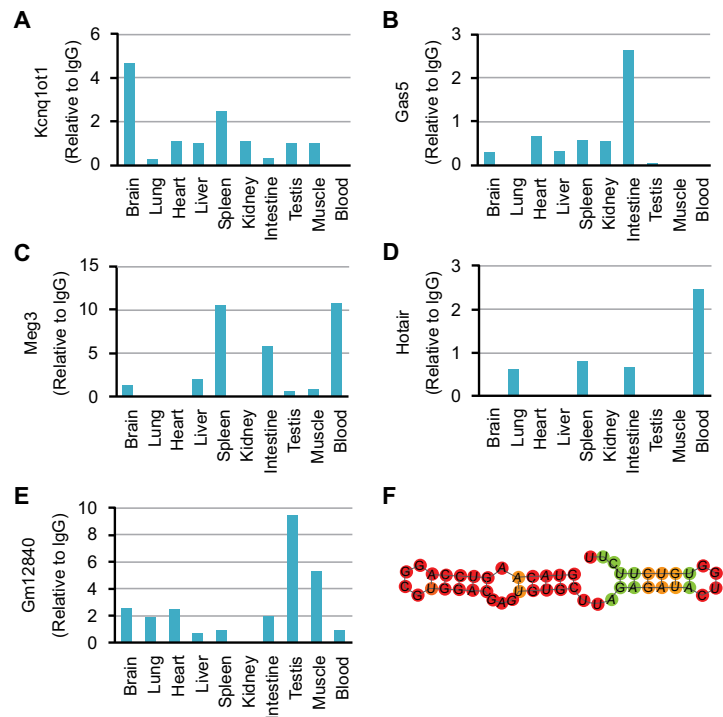 A
Kcnq1ot1
(Relative to IgG)
6
4
2
0
Brain
Lung
Heart
Liver
Spleen
Kidney
Intestine
Testis
Muscle
Blood
B
Gas5
(Relative to IgG)
3
2
1
0
Brain
Lung
Heart
Liver
Spleen
Kidney
Intestine
Testis
Muscle
Blood
C
Meg3
(Relative to IgG)
15
10
5
0
Brain
Lung
Heart
Liver
Spleen
Kidney
Intestine
Testis
Muscle
Blood
D
Hotair
(Relative to IgG)
3
2
1
0
Brain
Lung
Heart
Liver
Spleen
Kidney
Intestine
Testis
Muscle
Blood
E
Gm12840
(Relative to IgG)
10
8
6
4
2
0
Brain
Lung
Heart
Liver
Spleen
Kidney
Intestine
Testis
Muscle
Blood
F